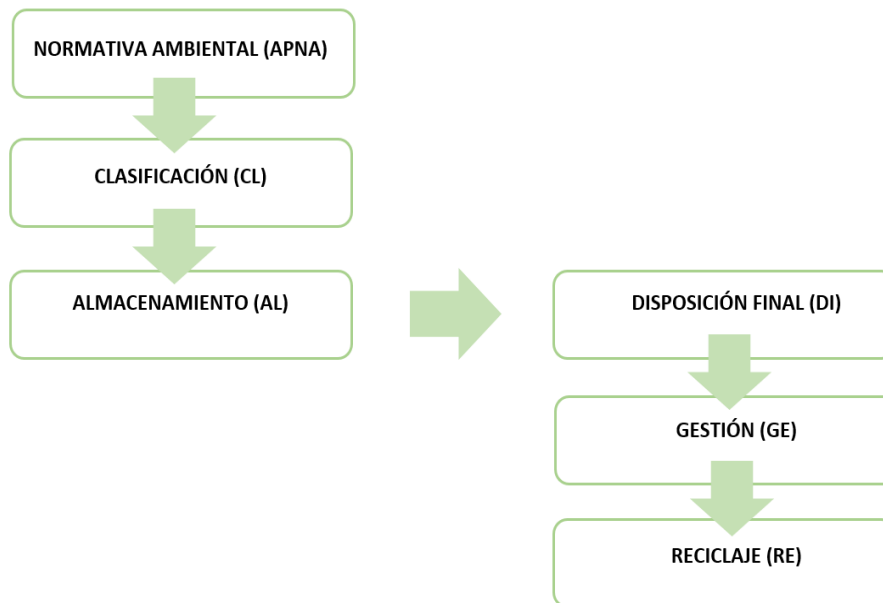 NORMATIVA AMBIENTAL (APNA)
CLASIFICACIÓN (CL)
ALMACENAMIENTO (AL)
DISPOSICIÓN FINAL (DI)
GESTIÓN (GE)
RECICLAJE (RE)